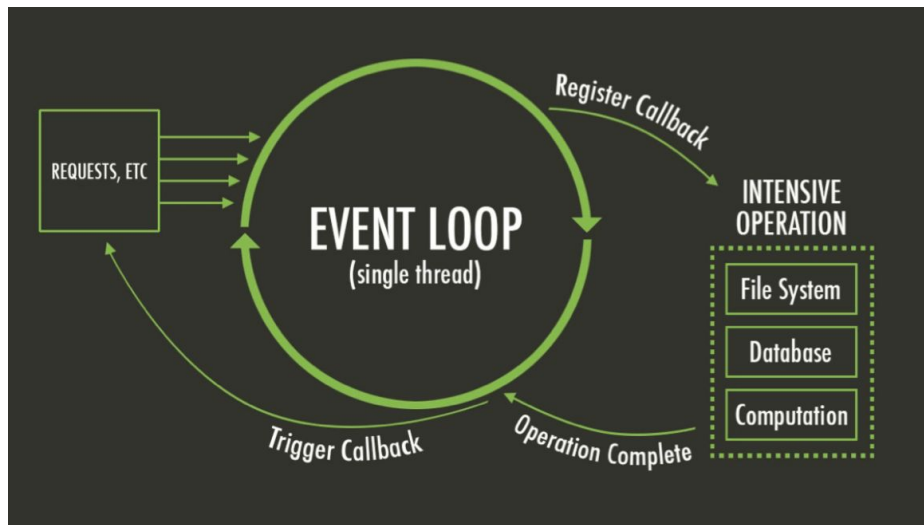 REQUESTS, ETC
EVENT LOOP
(single thread)
Register Callback
INTENSIVE
OPERATION
File System
Database
Computation
Operation Complete
Trigger Callback